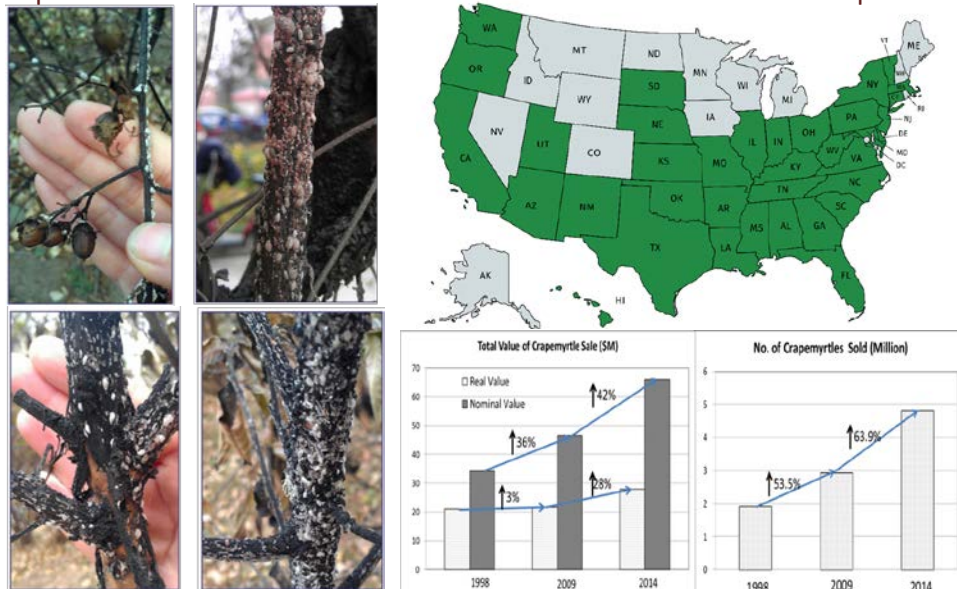 WA
OR
CA
ID
NV
MT
WY
UT
CO
AZ
NM
ND
SD
NE
KS
OK
TX
MN
IA
MO
AR
LA
WI
IL
MI
IN
OH
KY
TN
MS
AL
GA
FL
SC
NC
VA
WV
PA
NY
VT
NH
ME
RI
NJ
DE
MD
DC
AK
HI
Total Value of Crapemyrtle Sale ($M)
Real Value
Nominal Value
70
60
50
40
30
20
10
0
36%
42%
3%
28%
1998
2009
2014
No. of Crapemyrtles Sold (Million)
6
5
4
3
2
1
0
53.5%
63.9%
1998
2009
2014